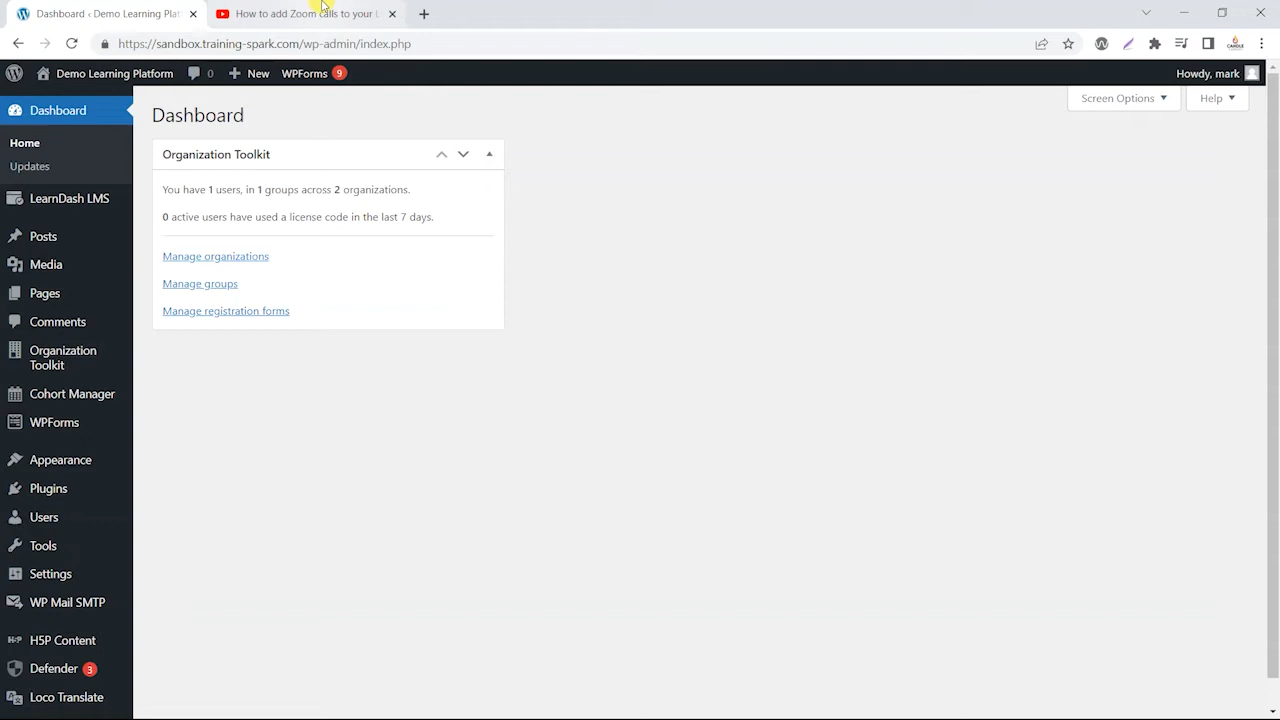 Dashboard ‹ Demo Learning Plat
How to add Zoom calls to your L
https://sandbox.training-spark.com/wp-admin/index.php
Demo Learning Platform
0
New
WPForms 9
Howdy, mark
Dashboard
Home
Updates
LearnDash LMS
Posts
Media
Pages
Comments
Organization
Toolkit
Cohort Manager
WPForms
Appearance
Plugins
Users
Tools
Settings
WP Mail SMTP
H5P Content
Defender 3
Loco Translate
Screen Options
Help
Dashboard
Organization Toolkit
You have 1 users, in 1 groups across 2 organizations.
0 active users have used a license code in the last 7 days.
Manage organizations
Manage groups
Manage registration forms